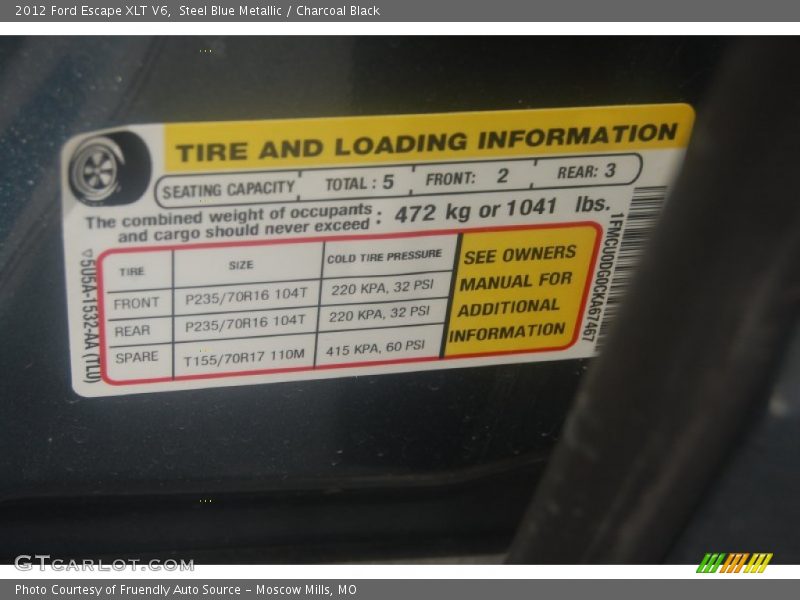 2012 Ford Escape XLT V6, Steel Blue Metallic / Charcoal Black
TIRE AND LOADING INFORMATION
SEATING CAPACITY TOTAL : 5 FRONT: 2 REAR: 3
The combined weight of occupants
and cargo should never exceed : 472 kg or 1041 lbs.
TIRE SIZE COLD TIRE PRESSURE
FRONT P235/70R16 104T 220 KPA, 32 PSI
REAR P235/70R16 104T 220 KPA, 32 PSI
SPARE T155/70R17 110M 415 KPA, 60 PSI
SEE OWNERS
MANUAL FOR
ADDITIONAL
INFORMATION
5U5A-1532-AA (TLU)
1FMCU0DG0CKA67467
GTCARLOT.COM
Photo Courtesy of Fruendly Auto Source – Moscow Mills, MO